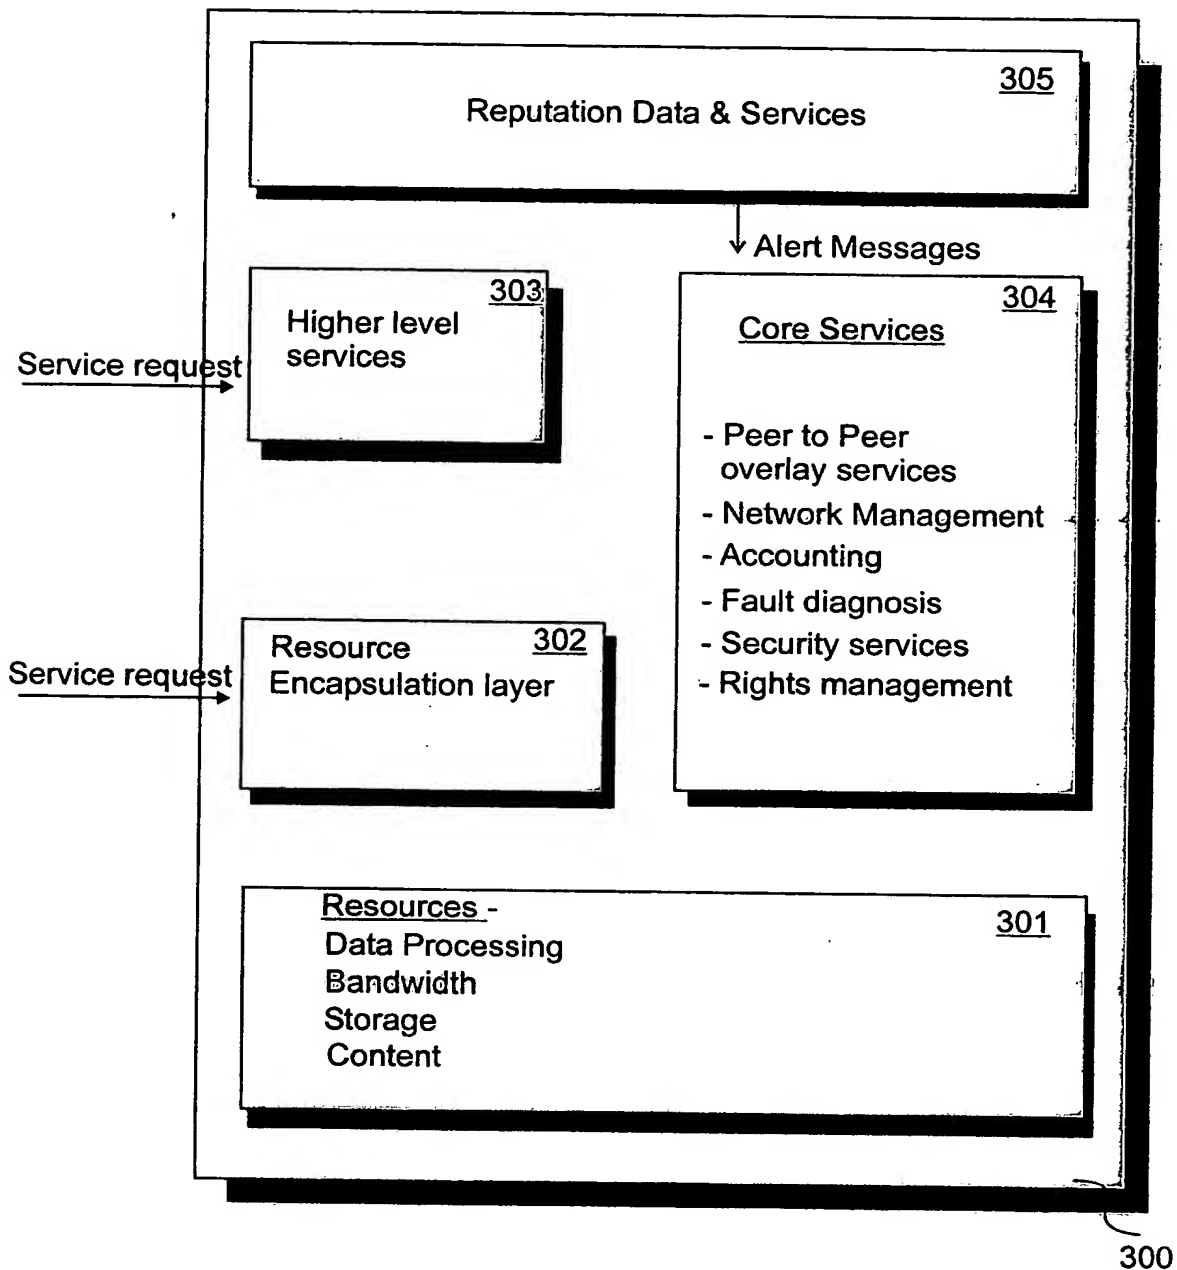 305
Reputation Data & Services
Alert Messages
303
Higher level
services
Service request
304
Core Services
- Peer to Peer
overlay services
- Network Management
- Accounting
- Fault diagnosis
- Security services
- Rights management
302
Resource
Encapsulation layer
Service request
301
Resources -
Data Processing
Bandwidth
Storage
Content
300